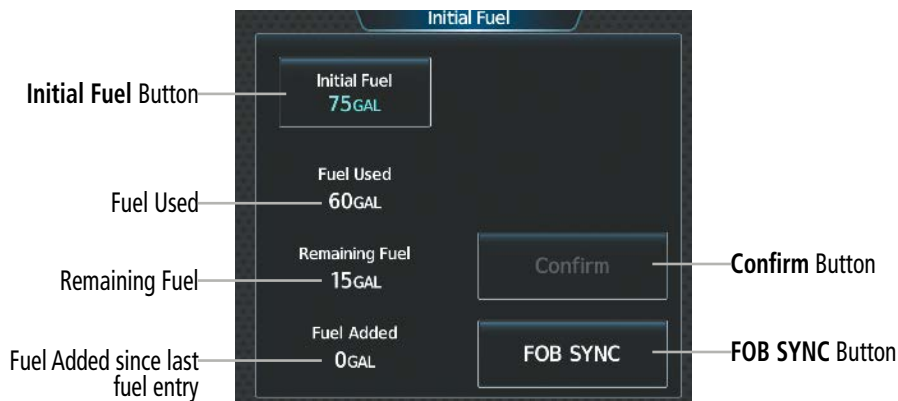 Initial Fuel
Initial Fuel Button
Initial Fuel
75GAL
Fuel Used
Fuel Used
60GAL
Remaining Fuel
Remaining Fuel
15GAL
Confirm
Confirm Button
Fuel Added since last
fuel entry
Fuel Added
0GAL
FOB SYNC
FOB SYNC Button